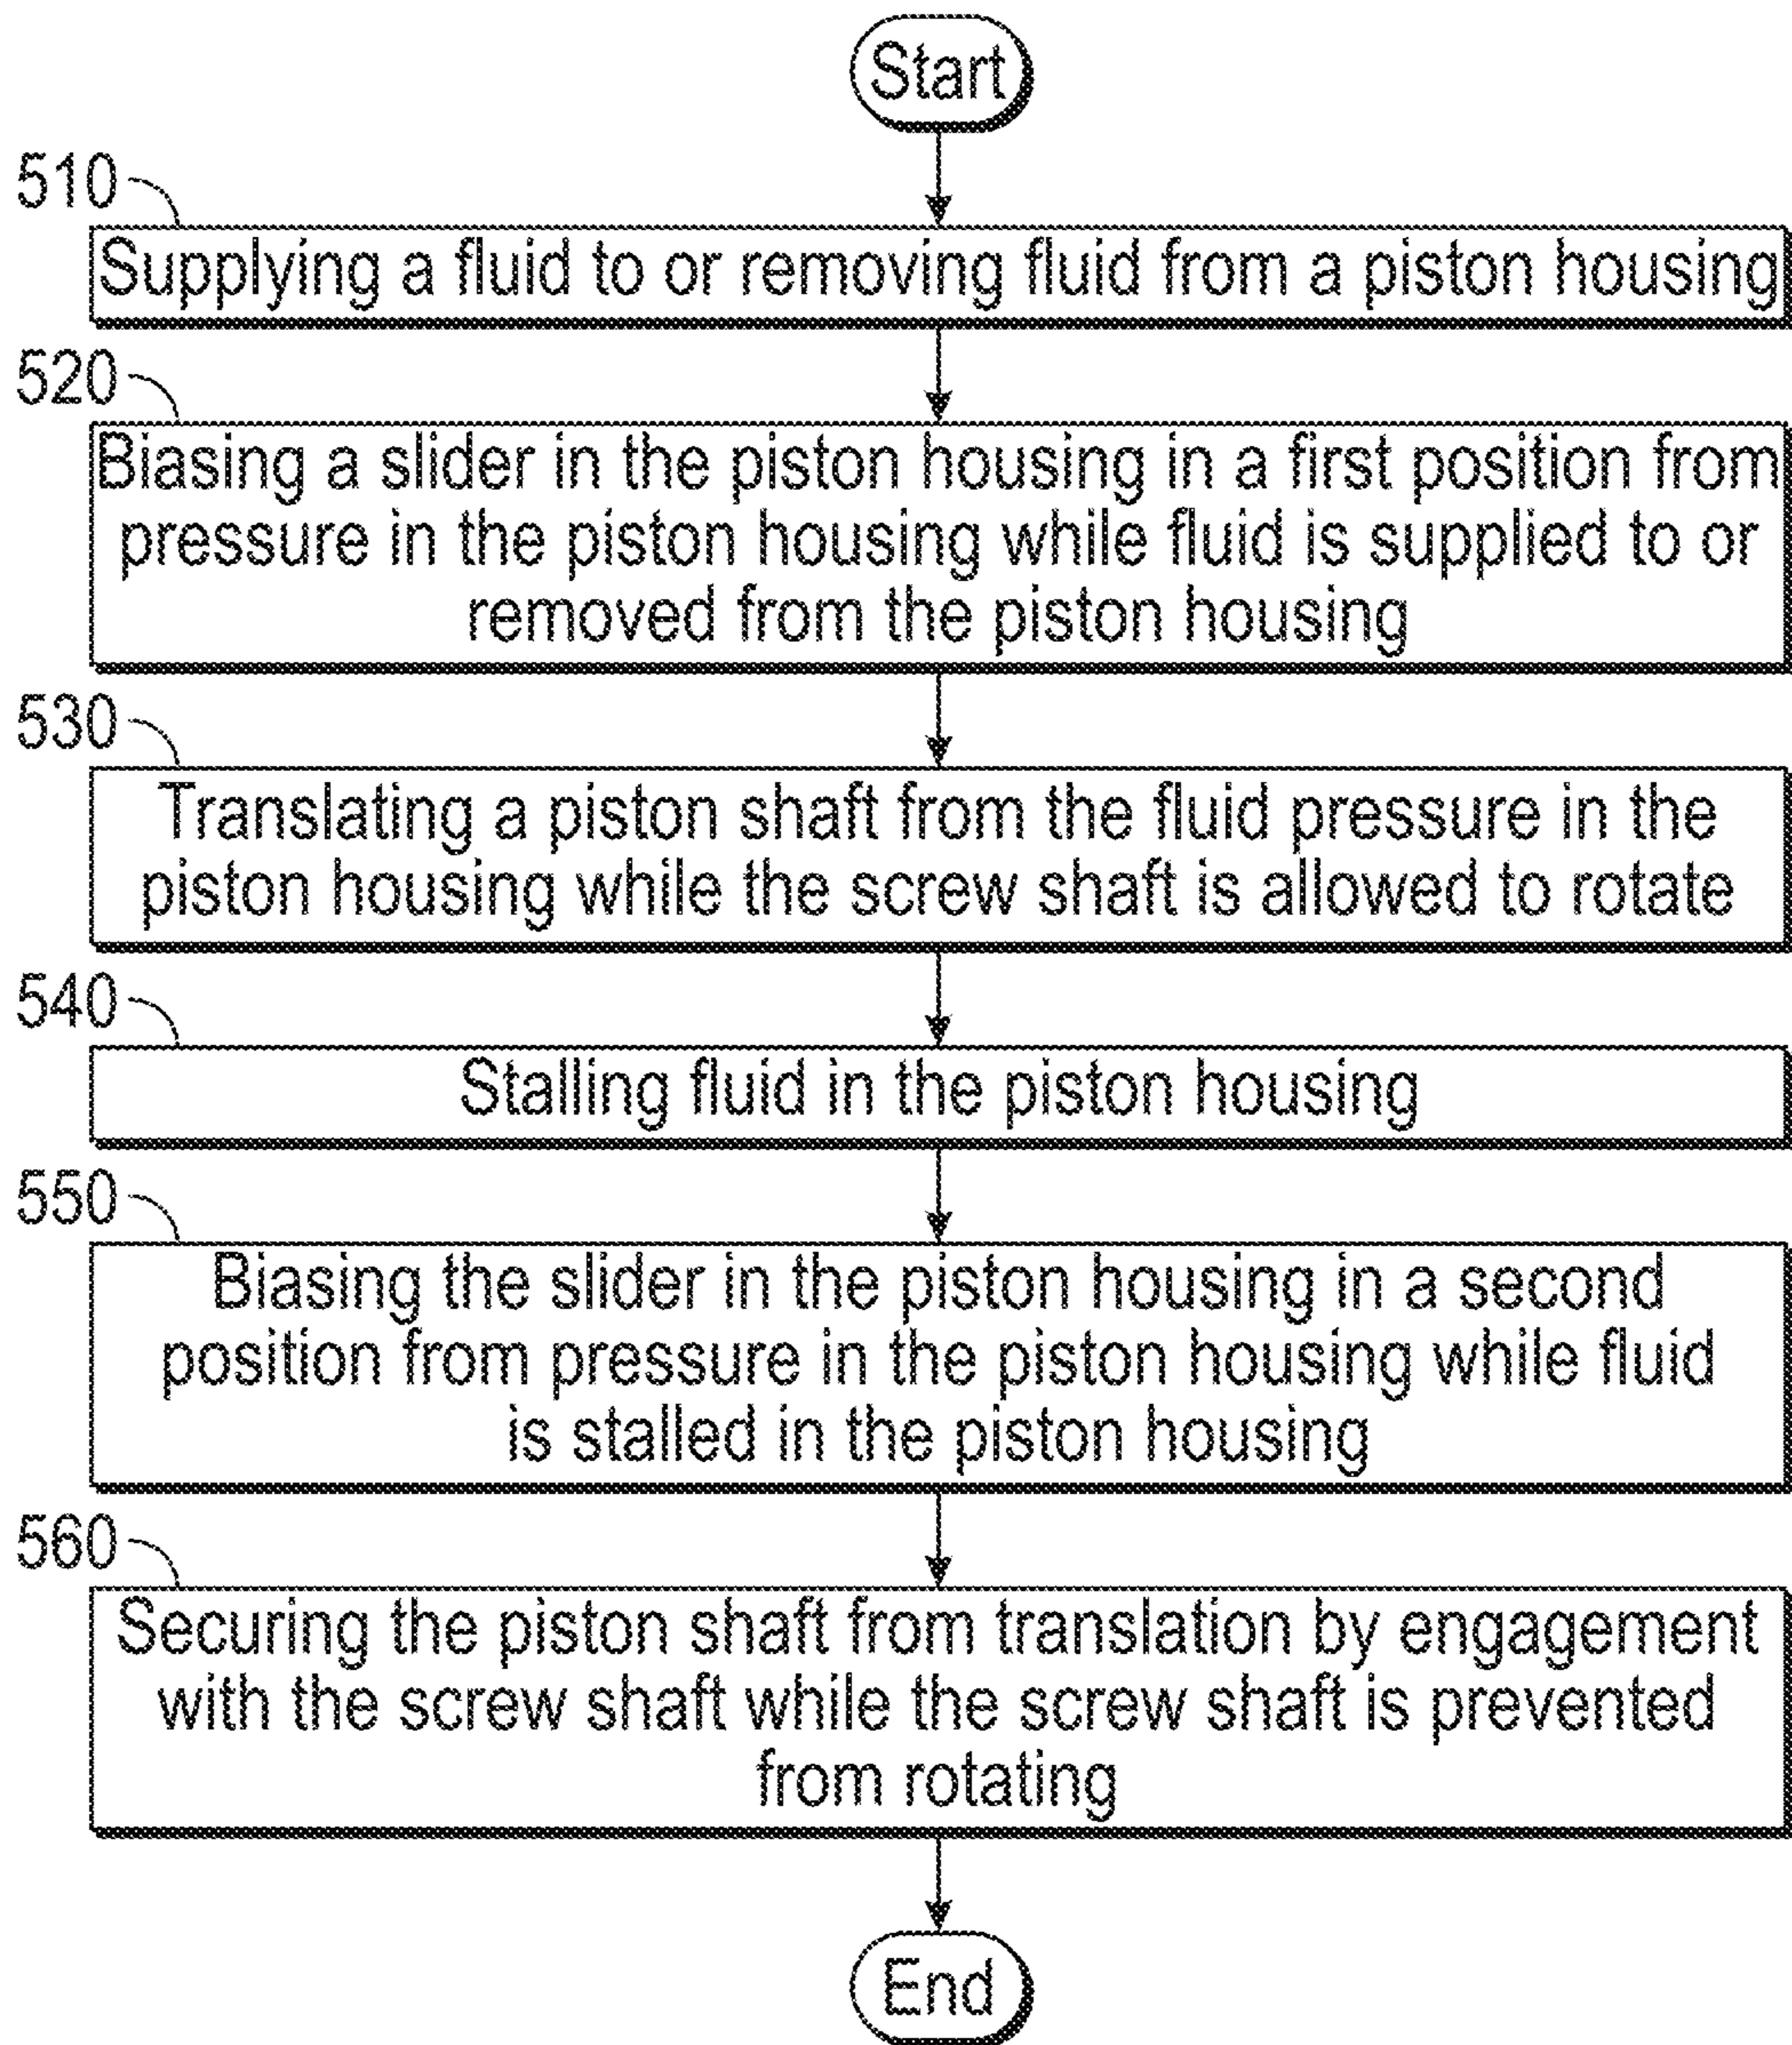 Start
510
Supplying a fluid to or removing fluid from a piston housing
520
Biasing a slider in the piston housing in a first position from
pressure in the piston housing while fluid is supplied to or
removed from the piston housing
530
Translating a piston shaft from the fluid pressure in the
piston housing while the screw shaft is allowed to rotate
540
Stalling fluid in the piston housing
550
Biasing the slider in the piston housing in a second
position from pressure in the piston housing while fluid
is stalled in the piston housing
560
Securing the piston shaft from translation by engagement
with the screw shaft while the screw shaft is prevented
from rotating
End